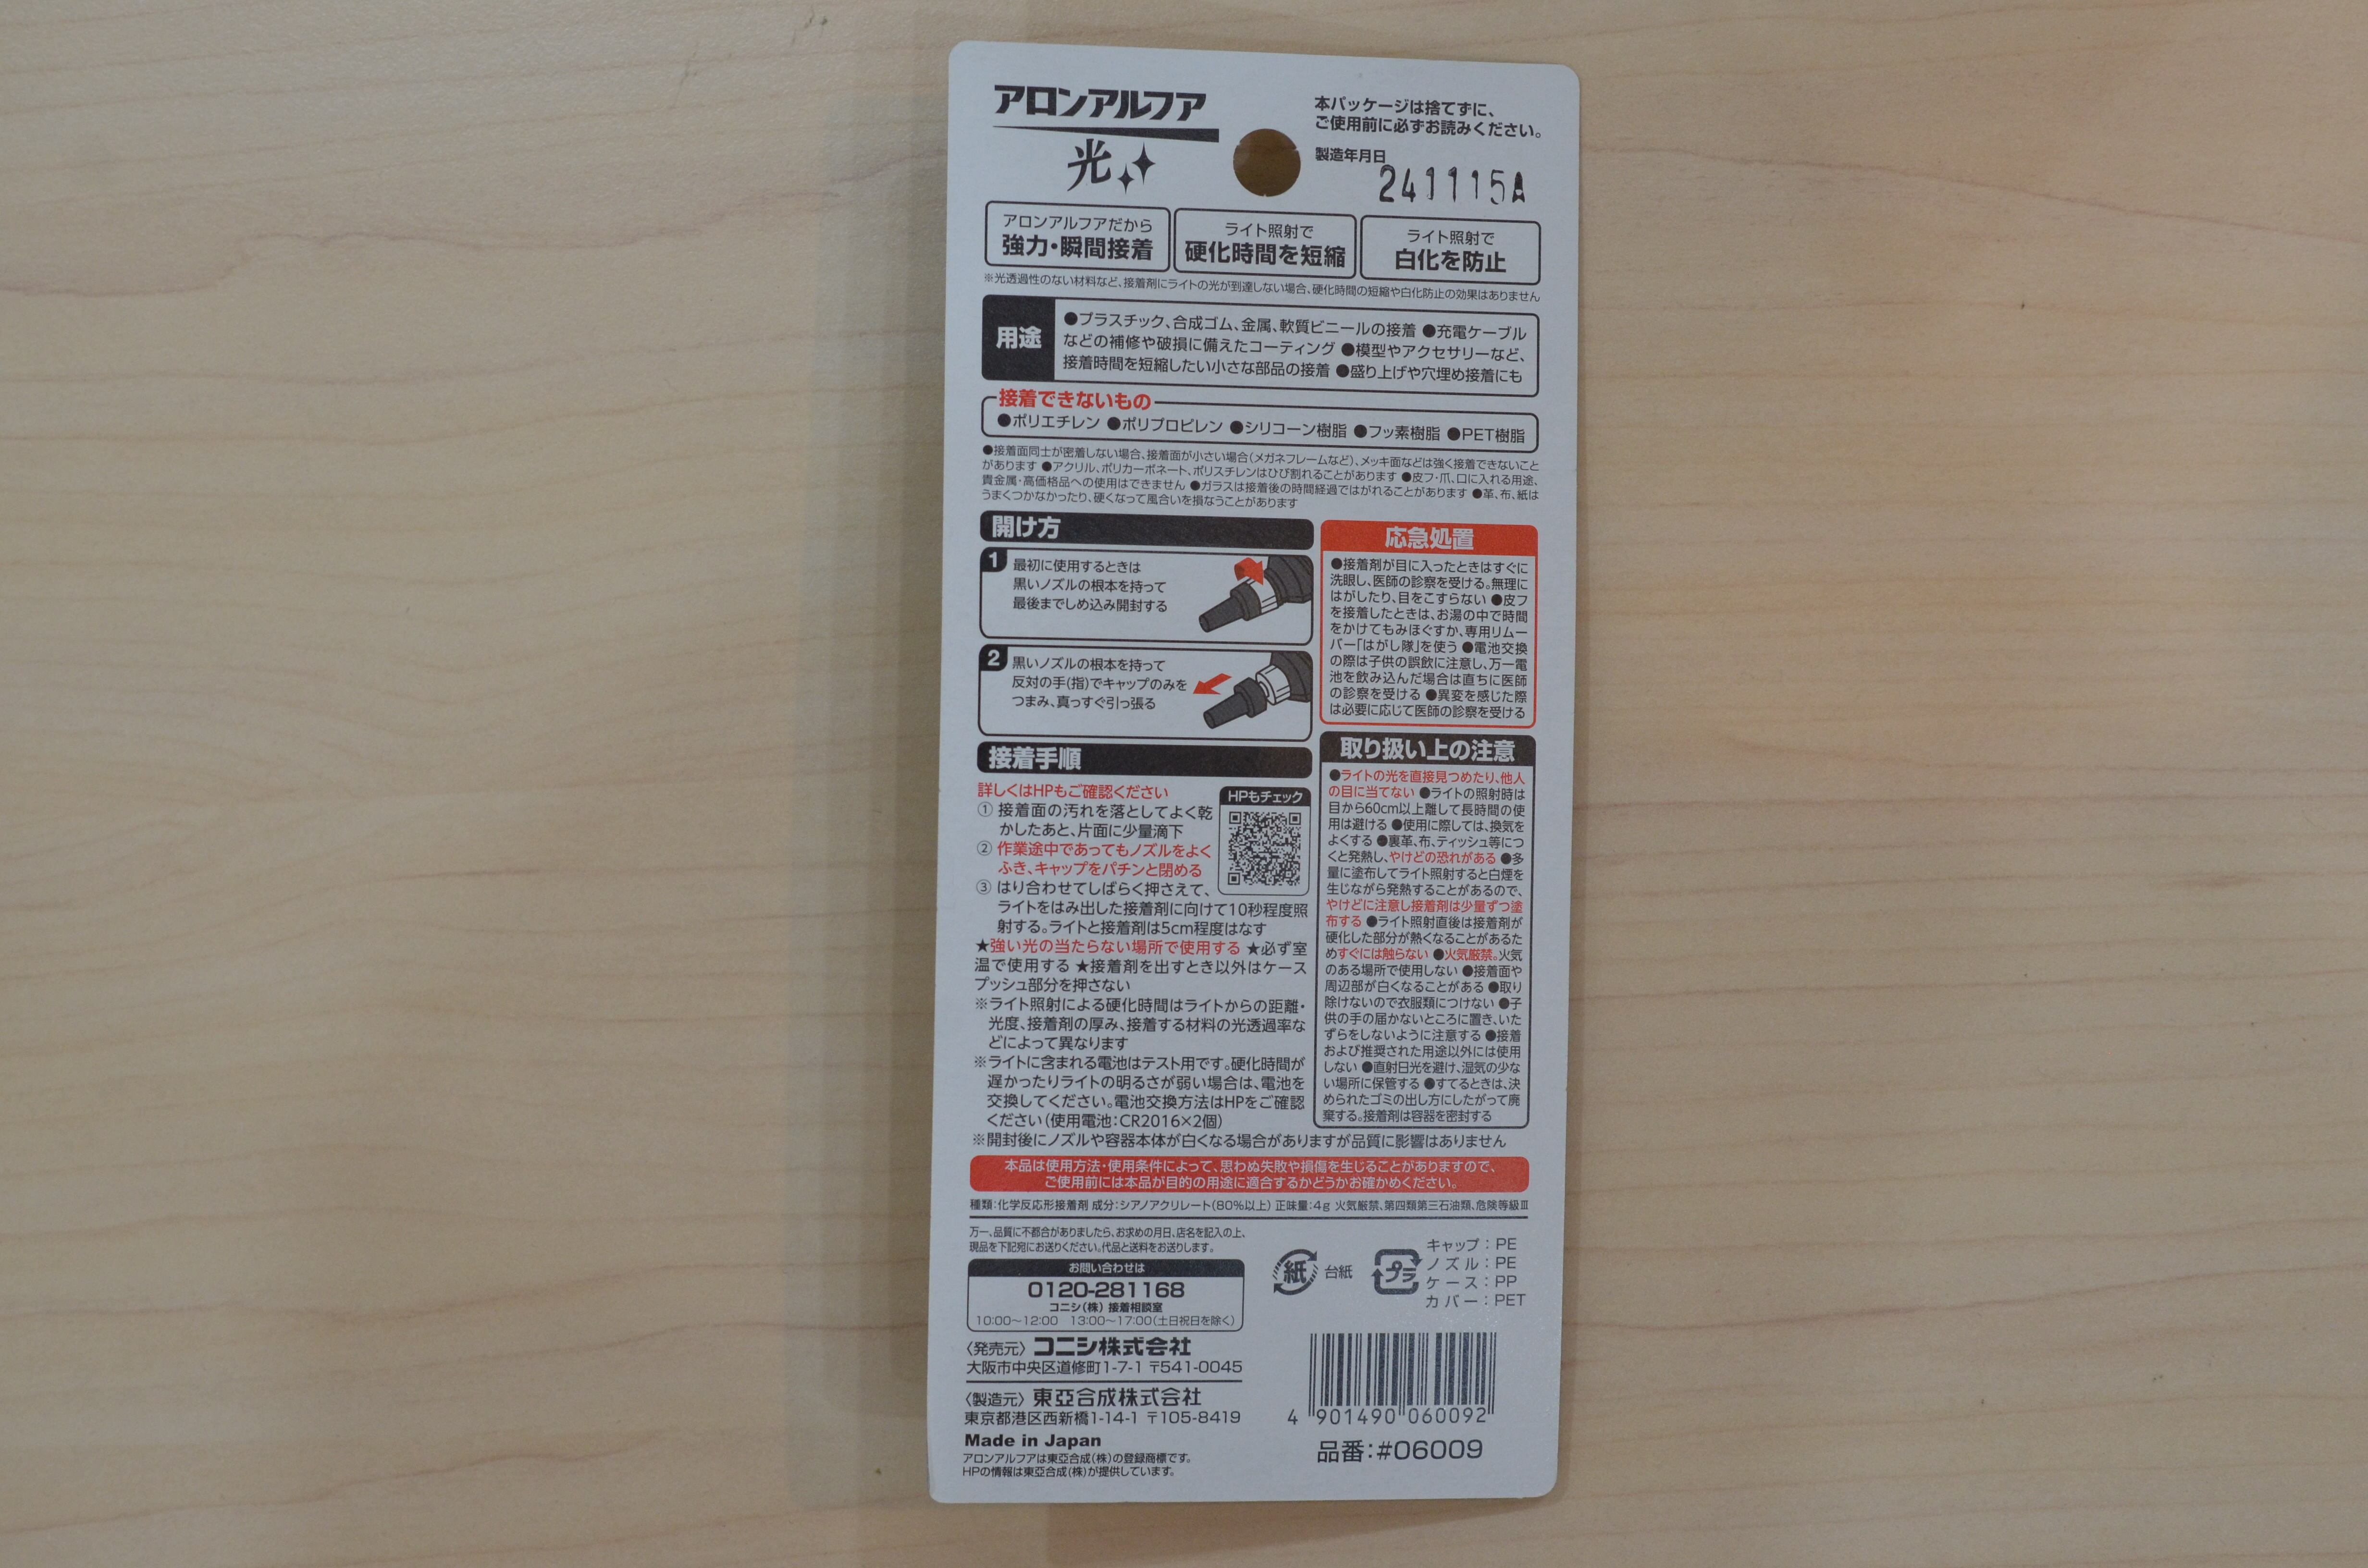 アロンアルフア
光
本パッケージは捨てずに、
ご使用前に必ずお読みください。
製造年月日
241115A
アロンアルフアだから
強力・瞬間接着
ライト照射で
硬化時間を短縮
ライト照射で
白化を防止
※光透過性のない材料など、接着剤にライトの光が到達しない場合、硬化時間の短縮や白化防止の効果はありません
用途
●プラスチック、合成ゴム、金属、軟質ビニールの接着 ●充電ケーブル
などの補修や破損に備えたコーティング ●模型やアクセサリーなど、
接着時間を短縮したい小さな部品の接着 ●盛り上げや穴埋め接着にも
接着できないもの
●ポリエチレン ●ポリプロピレン ●シリコーン樹脂 ●フッ素樹脂 ●PET樹脂
●接着面同士が密着しない場合、接着面が小さい場合(メガネフレームなど)、メッキ面などは強く接着できないこと
があります ●アクリル、ポリカーボネート、ポリスチレンはひび割れることがあります ●皮フ・爪、口に入れる用途、
貴金属・高価格品への使用はできません ●ガラスは接着後の時間経過ではがれることがあります ●革、布、紙は
うまくつかなかったり、硬くなって風合いを損なうことがあります
開け方
1
最初に使用するときは
黒いノズルの根本を持って
最後までしめ込み開封する
2
黒いノズルの根本を持って
反対の手(指)でキャップのみを
つまみ、真っすぐ引っ張る
接着手順
詳しくはHPもご確認ください
① 接着面の汚れを落としてよく乾
かしたあと、片面に少量滴下
② 作業途中であってもノズルをよく
ふき、キャップをパチンと閉める
③ はり合わせてしばらく押さえて、
ライトをはみ出した接着剤に向けて10秒程度照
射する。ライトと接着剤は5cm程度はなす
★強い光の当たらない場所で使用する ★必ず室
温で使用する ★接着剤を出すとき以外はケース
プッシュ部分を押さない
※ライト照射による硬化時間はライトからの距離・
光度、接着剤の厚み、接着する材料の光透過率な
どによって異なります
※ライトに含まれる電池はテスト用です。硬化時間が
遅かったりライトの明るさが弱い場合は、電池を
交換してください。電池交換方法はHPをご確認
ください(使用電池：CR2016×2個)
※開封後にノズルや容器本体が白くなる場合がありますが品質に影響はありません
HPもチェック
応急処置
●接着剤が目に入ったときはすぐに
洗眼し、医師の診察を受ける。無理に
はがしたり、目をこすらない ●皮フ
を接着したときは、お湯の中で時間
をかけてもみほぐすか、専用リムー
バー「はがし隊」を使う ●電池交換
の際は子供の誤飲に注意し、万一電
池を飲み込んだ場合は直ちに医師
の診察を受ける ●異変を感じた際
は必要に応じて医師の診察を受ける
取り扱い上の注意
●ライトの光を直接見つめたり、他人
の目に当てない ●ライトの照射時は
目から60cm以上離して長時間の使
用は避ける ●使用に際しては、換気を
よくする ●裏革、布、ティッシュ等につ
くと発熱し、やけどの恐れがある ●多
量に塗布してライト照射すると白煙を
生じながら発熱することがあるので、
やけどに注意し接着剤は少量ずつ塗
布する ●ライト照射直後は接着剤が
硬化した部分が熱くなることがあるた
めすぐには触らない ●火気厳禁。火気
のある場所で使用しない ●接着面や
周辺部が白くなることがある ●取り
除けないので衣服類につけない ●子
供の手の届かないところに置き、いた
ずらをしないように注意する ●接着
および推奨された用途以外には使用
しない ●直射日光を避け、湿気の少な
い場所に保管する ●すてるときは、決
められたゴミの出し方にしたがって廃
棄する。接着剤は容器を密封する
本品は使用方法・使用条件によって、思わぬ失敗や損傷を生じることがありますので、
ご使用前には本品が目的の用途に適合するかどうかお確かめください。
種類：化学反応形接着剤 成分：シアノアクリレート(80%以上) 正味量：4g 火気厳禁、第四類第三石油類、危険等級Ⅲ
万一、品質に不都合がありましたら、お求めの月日、店名を記入の上、
現品を下記宛にお送りください。代品と送料をお送りします。
お問い合わせは
0120-281168
コニシ(株) 接着相談室
10:00〜12:00 13:00〜17:00(土日祝日を除く)
紙 台紙
プラ
キャップ：PE
ノズル：PE
ケース：PP
カバー：PET
〈発売元〉コニシ株式会社
大阪市中央区道修町1-7-1 〒541-0045
〈製造元〉東亞合成株式会社
東京都港区西新橋1-14-1 〒105-8419
Made in Japan
アロンアルフアは東亞合成(株)の登録商標です。
HPの情報は東亞合成(株)が提供しています。
4 901490 060092
品番：#06009